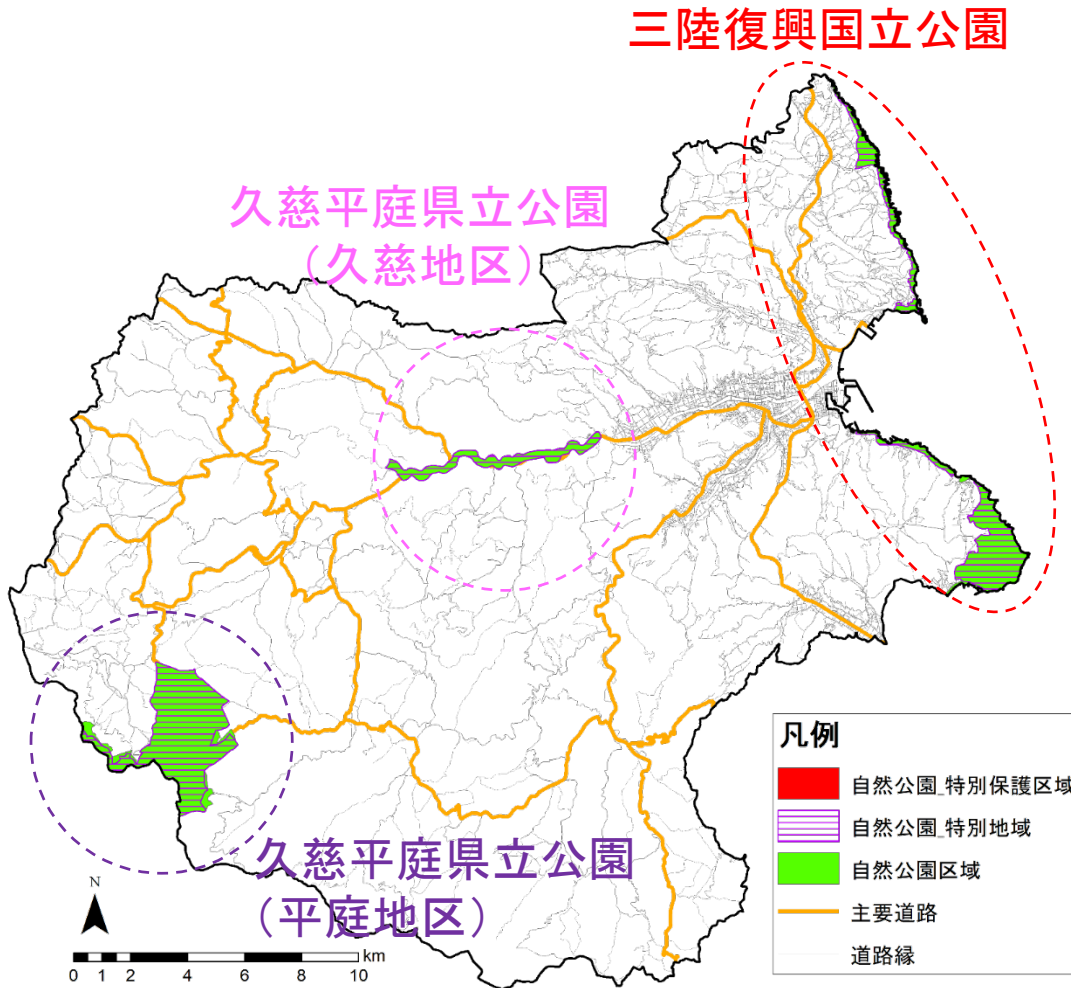 三陸復興国立公園
久慈平庭県立公園
（久慈地区）
久慈平庭県立公園
（平庭地区）
凡例
自然公園_特別保護区域
自然公園_特別地域
自然公園区域
主要道路
道路縁
N
km
0 1 2 4 6 8 10